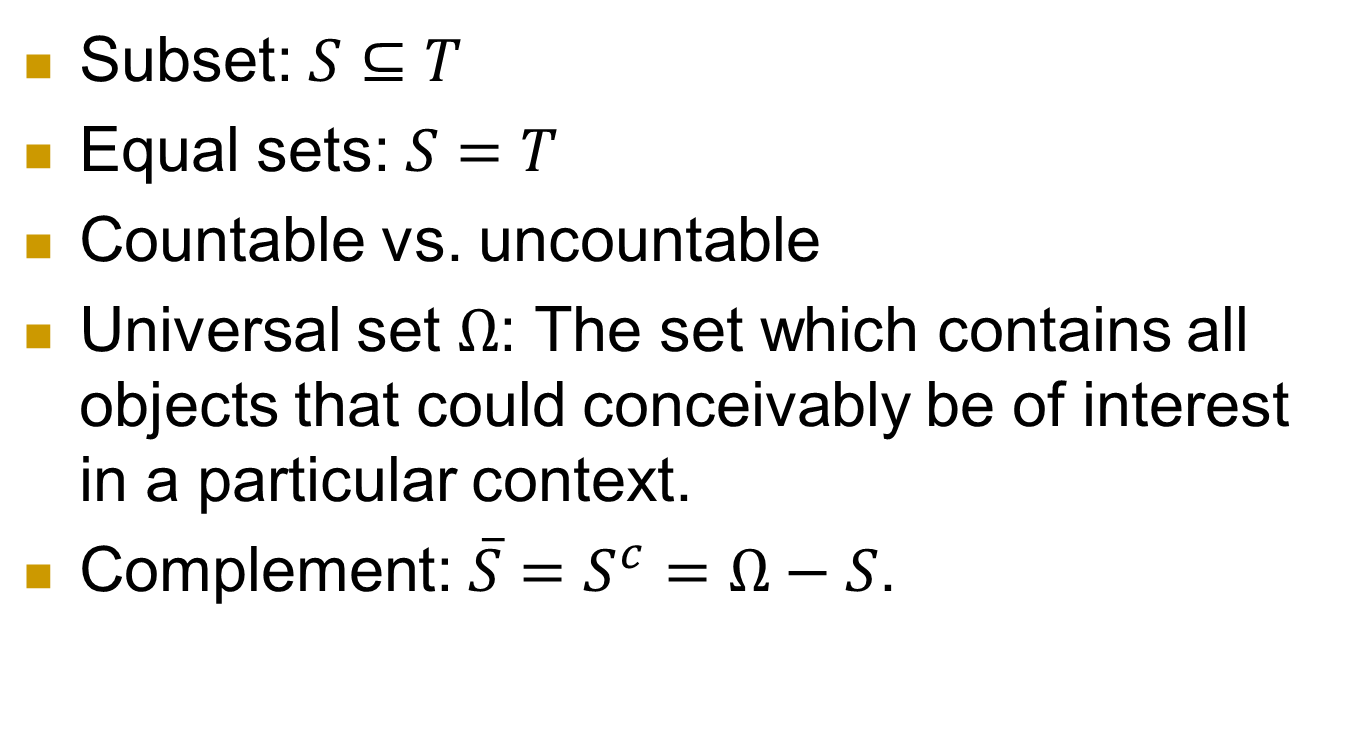 Subset: 𝑆 ⊆ 𝑇
Equal sets: 𝑆 = 𝑇
Countable vs. uncountable
Universal set Ω: The set which contains all
objects that could conceivably be of interest
in a particular context.
Complement: 𝑆̅ = 𝑆ᶜ = Ω − 𝑆.